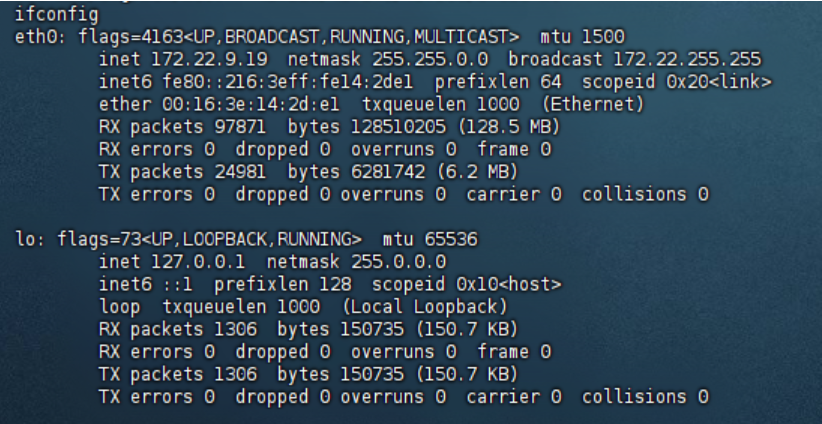 ifconfig
eth0: flags=4163<UP,BROADCAST,RUNNING,MULTICAST>  mtu 1500
        inet 172.22.9.19  netmask 255.255.0.0  broadcast 172.22.255.255
        inet6 fe80::216:3eff:fe14:2de1  prefixlen 64  scopeid 0x20<link>
        ether 00:16:3e:14:2d:e1  txqueuelen 1000  (Ethernet)
        RX packets 97871  bytes 128510205 (128.5 MB)
        RX errors 0  dropped 0  overruns 0  frame 0
        TX packets 24981  bytes 6281742 (6.2 MB)
        TX errors 0  dropped 0 overruns 0  carrier 0  collisions 0

lo: flags=73<UP,LOOPBACK,RUNNING>  mtu 65536
        inet 127.0.0.1  netmask 255.0.0.0
        inet6 ::1  prefixlen 128  scopeid 0x10<host>
        loop  txqueuelen 1000  (Local Loopback)
        RX packets 1306  bytes 150735 (150.7 KB)
        RX errors 0  dropped 0  overruns 0  frame 0
        TX packets 1306  bytes 150735 (150.7 KB)
        TX errors 0  dropped 0 overruns 0  carrier 0  collisions 0